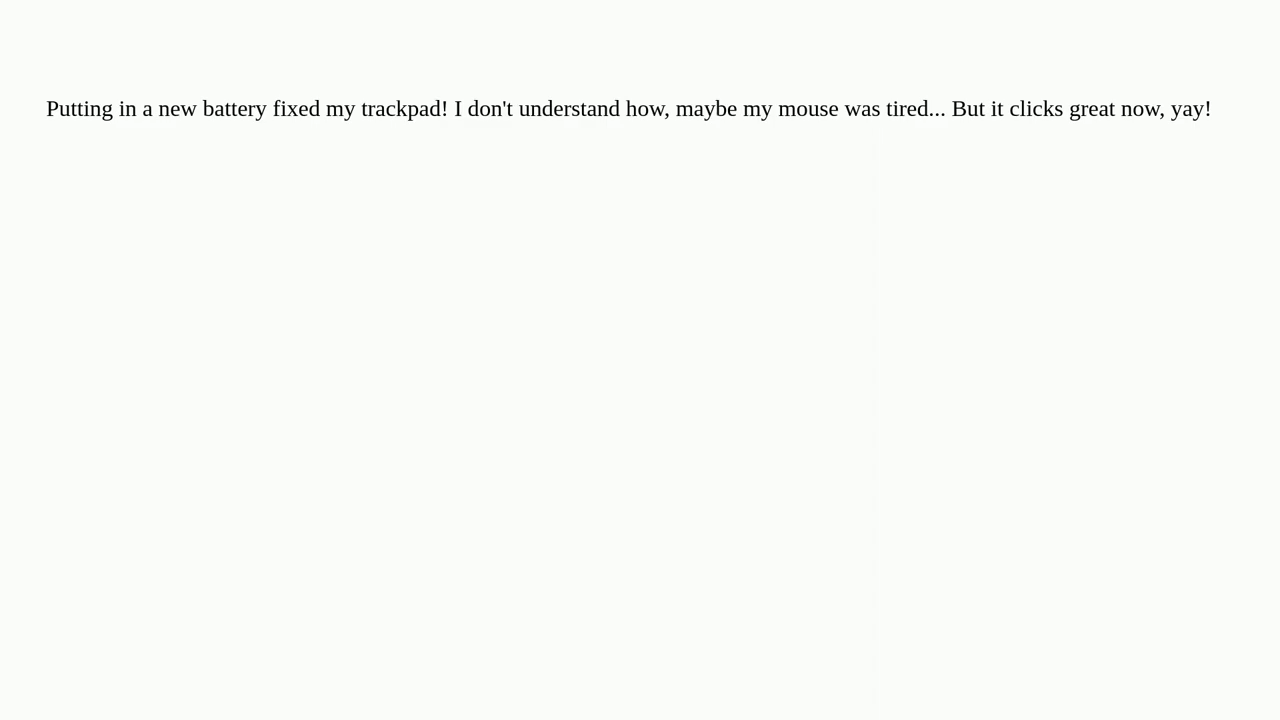 Putting in a new battery fixed my trackpad! I don't understand how, maybe my mouse was tired... But it clicks great now, yay!